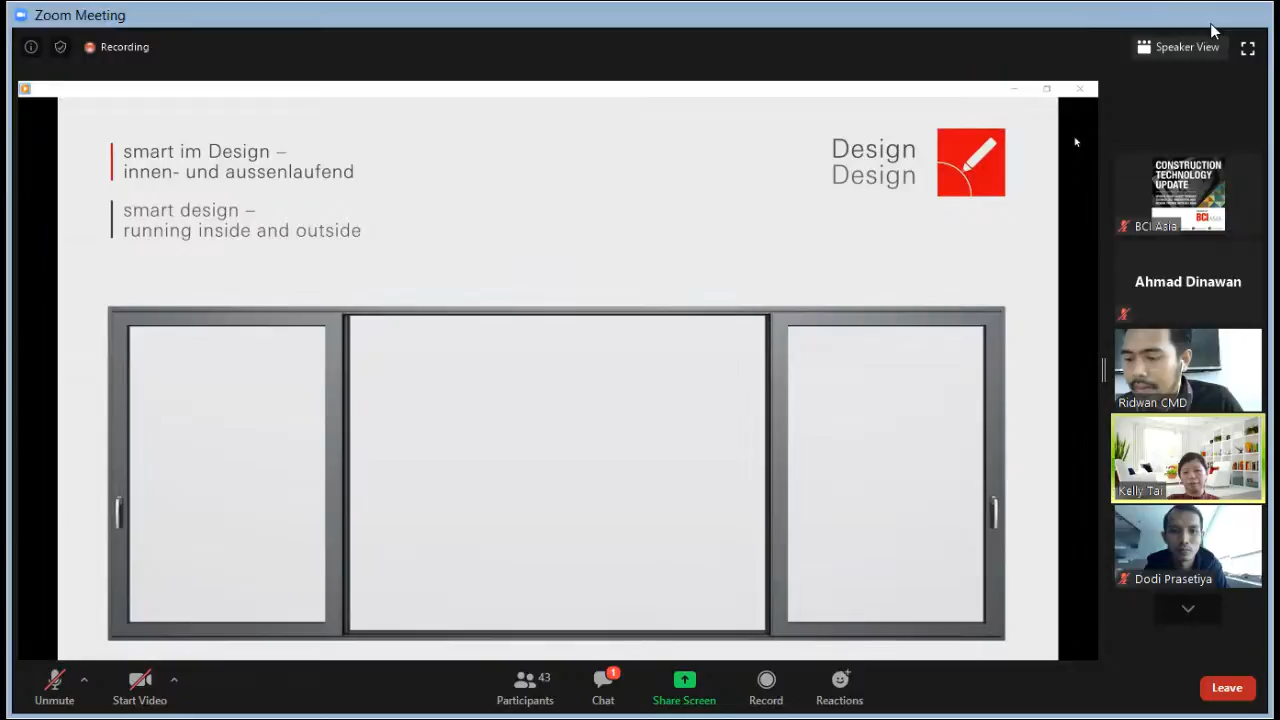 Zoom Meeting
Recording
Speaker View
smart im Design –
innen- und aussenlaufend
smart design –
running inside and outside
Design
Design
CONSTRUCTION
TECHNOLOGY
UPDATE
BCI Asia
BCI Asia
Ahmad Dinawan
Ridwan CMD
Kelly Tai
Dodi Prasetiya
Unmute
Start Video
43
Participants
1
Chat
Share Screen
Record
Reactions
Leave